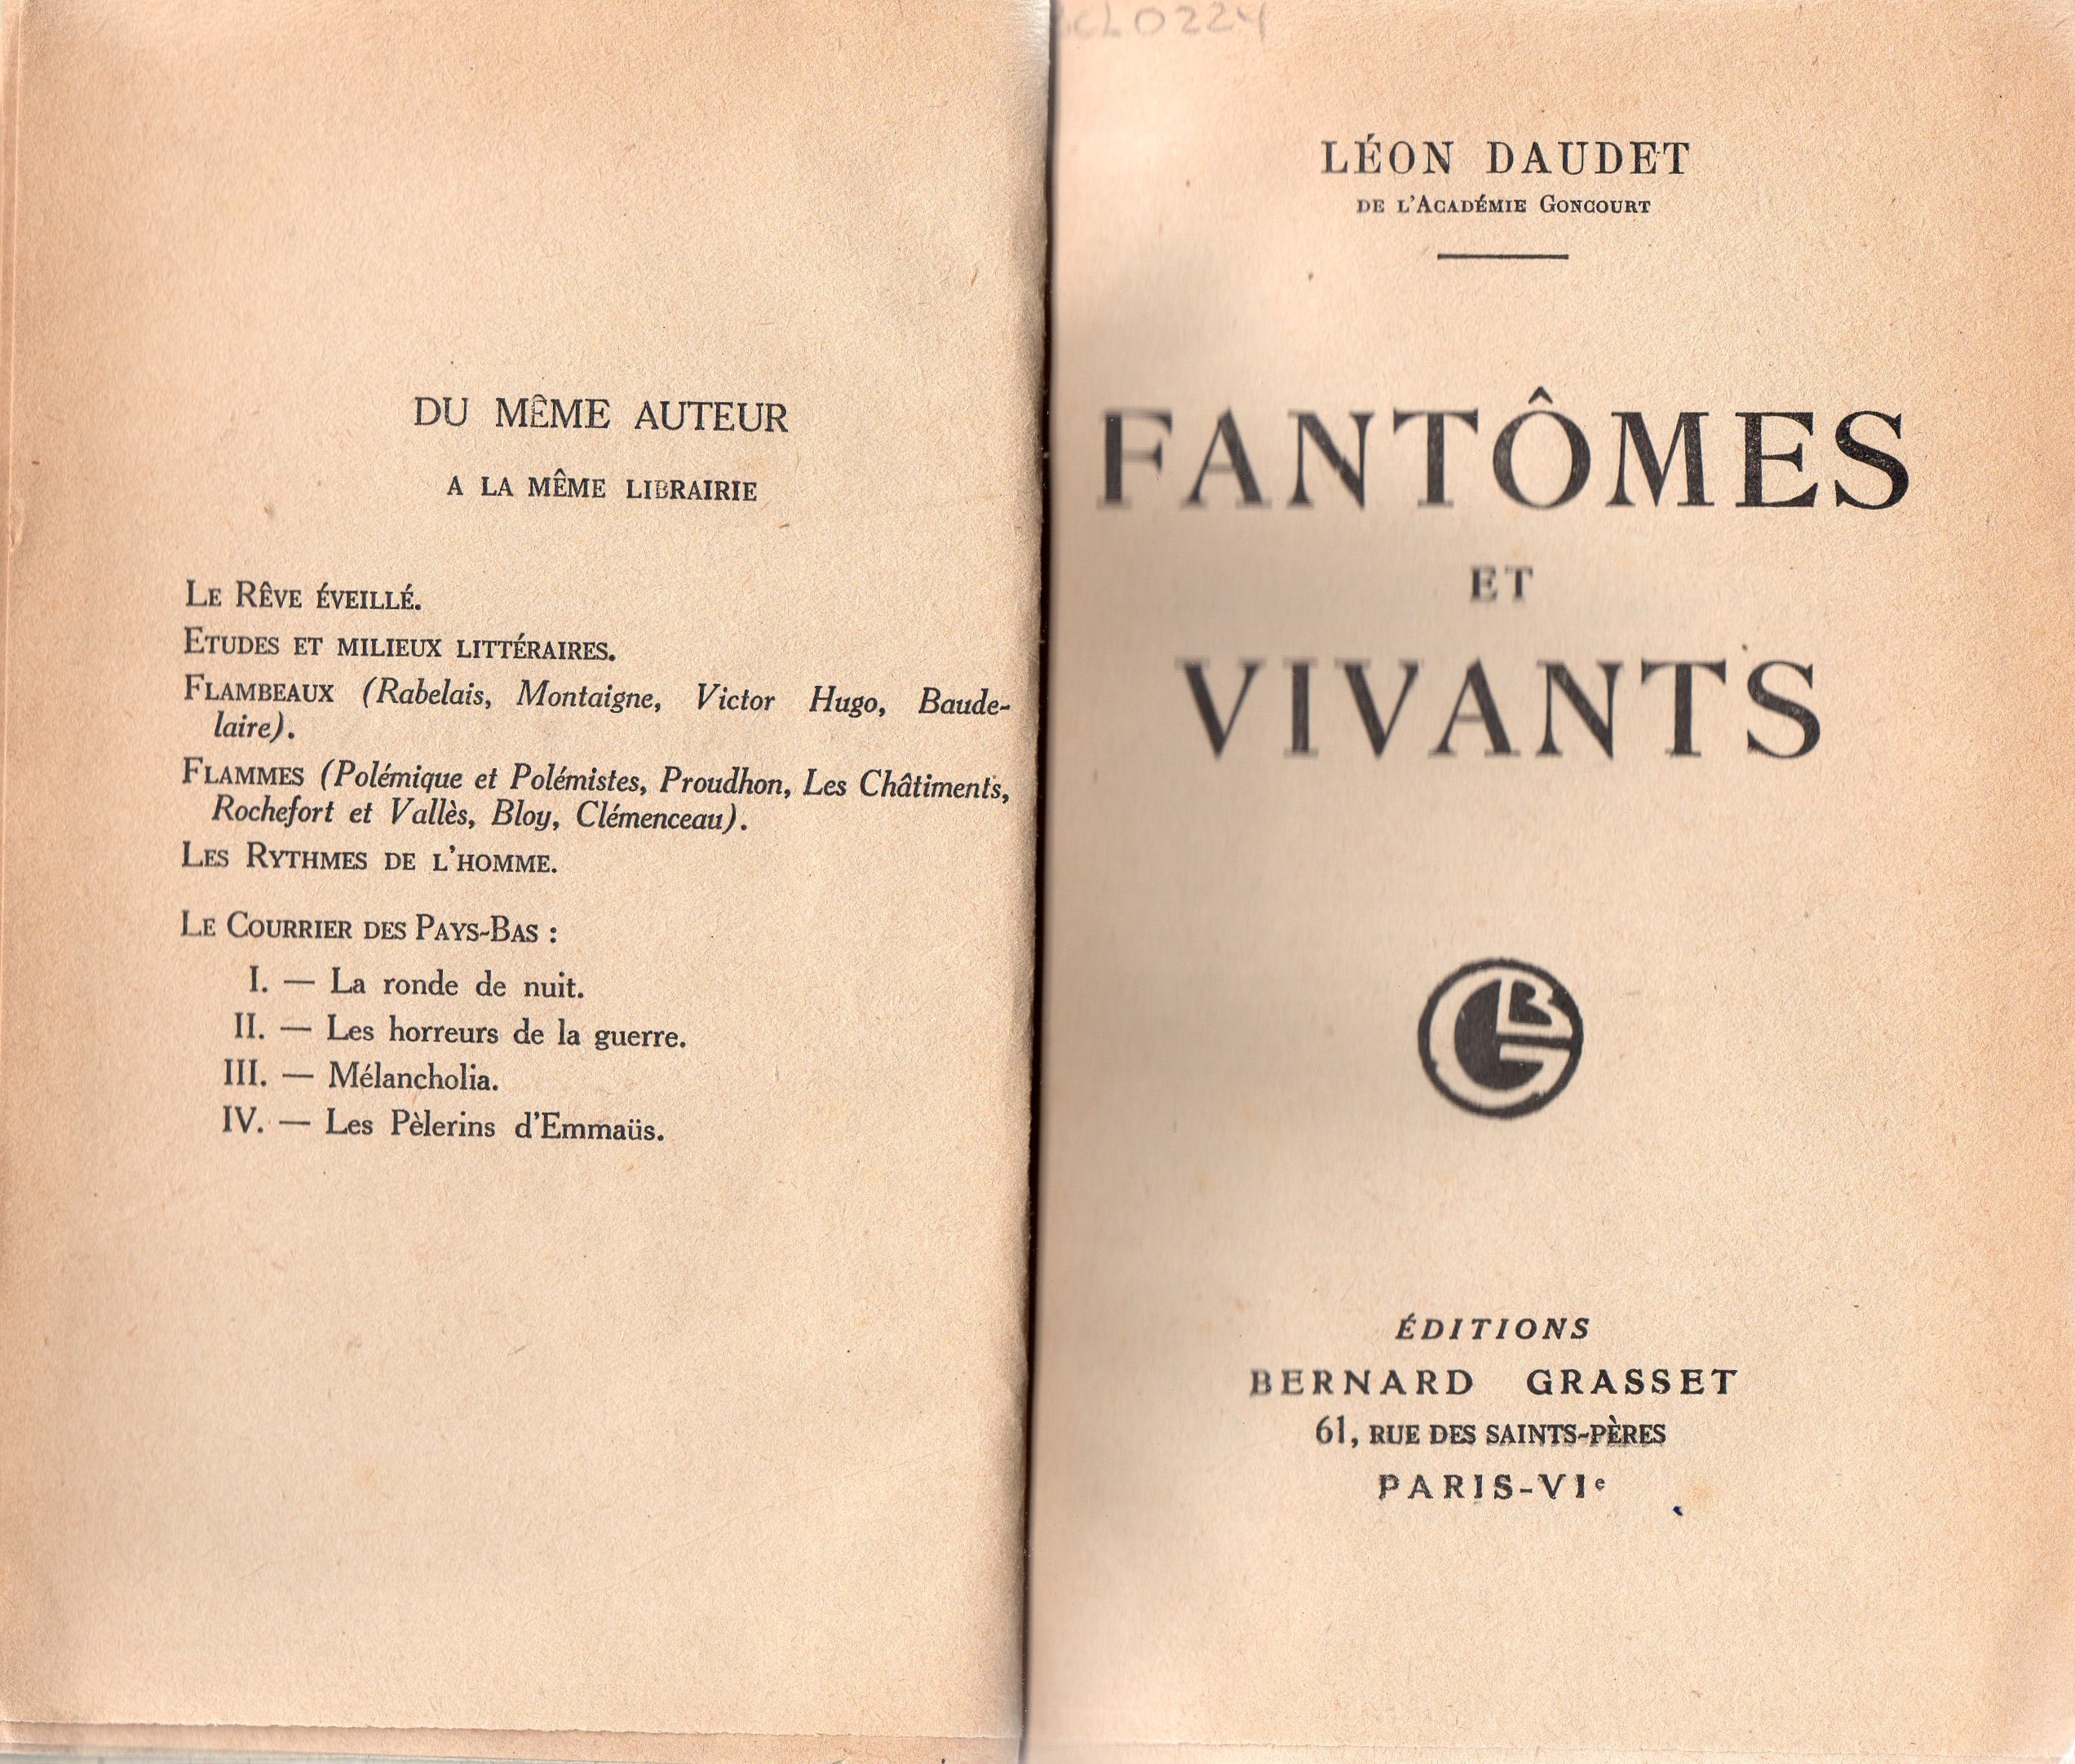 DU MÊME AUTEUR
A LA MÊME LIBRAIRIE
LE RÊVE ÉVEILLÉ.
ETUDES ET MILIEUX LITTÉRAIRES.
FLAMBEAUX (Rabelais, Montaigne, Victor Hugo, Baude-
laire).
FLAMMES (Polémique et Polémistes, Proudhon, Les Châtiments,
Rochefort et Vallès, Bloy, Clémenceau).
LES RYTHMES DE L'HOMME.
LE COURRIER DES PAYS-BAS :
I. — La ronde de nuit.
II. — Les horreurs de la guerre.
III. — Mélancholia.
IV. — Les Pèlerins d'Emmaüs.
LÉON DAUDET
DE L'ACADÉMIE GONCOURT
FANTÔMES
ET
VIVANTS
ÉDITIONS
BERNARD GRASSET
61, RUE DES SAINTS-PÈRES
PARIS-VIe